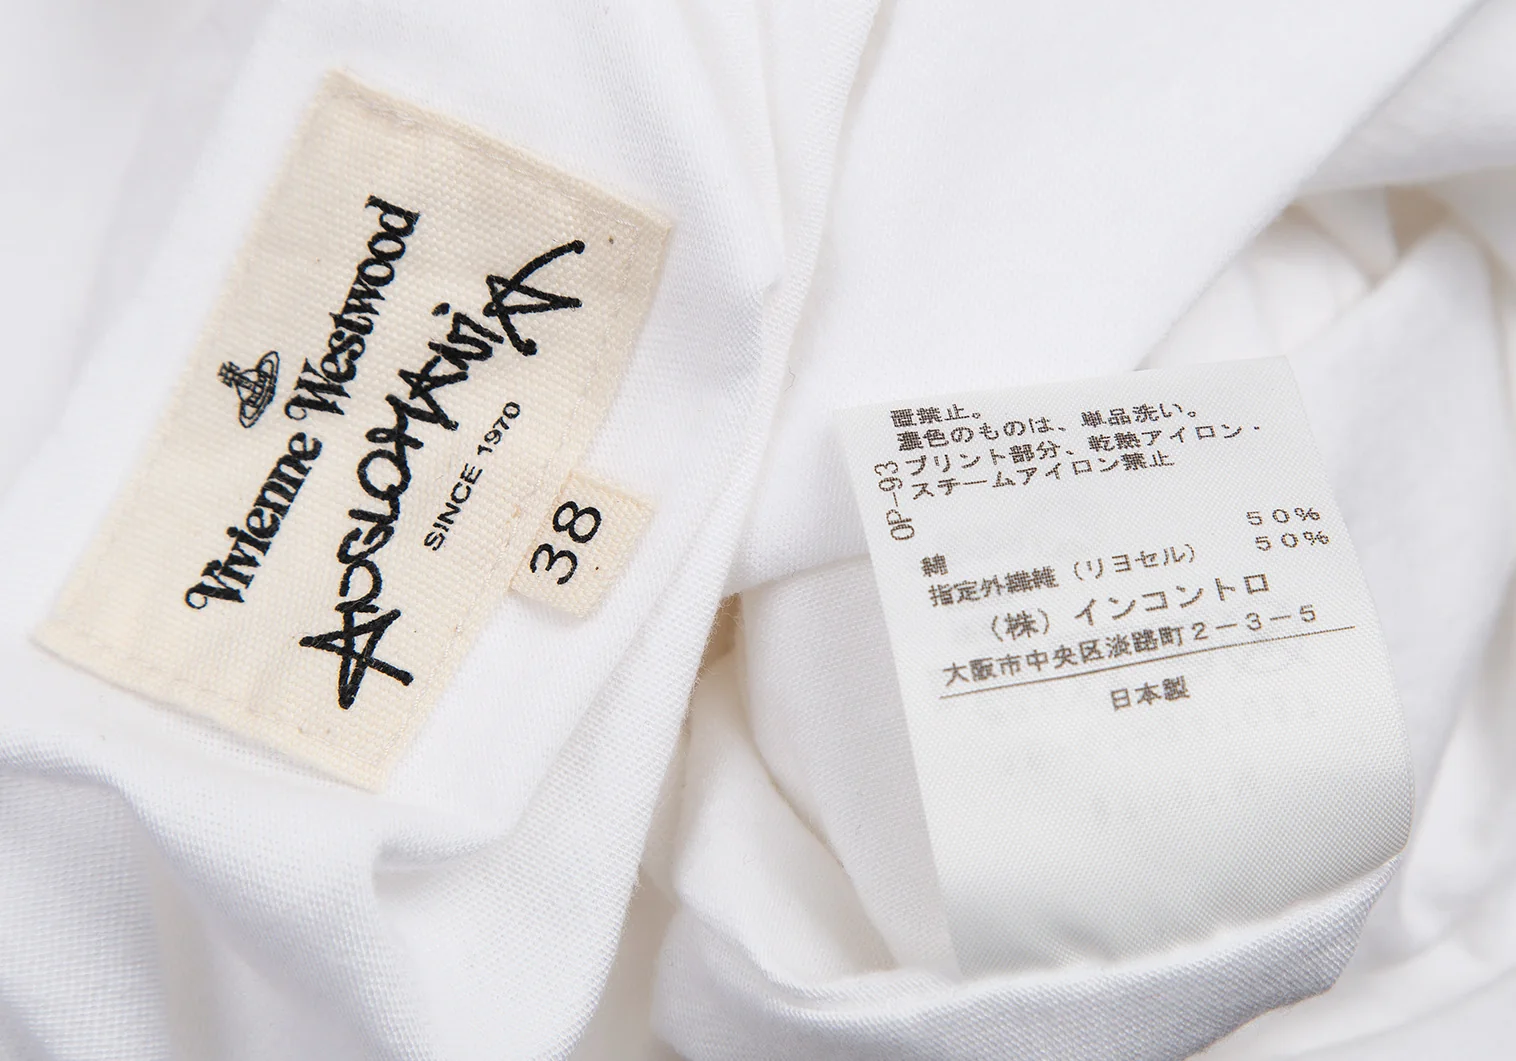 Vivienne Westwood
ANGLOMANIA
SINCE 1970
38
置禁止。
濃色のものは、単品洗い。
プリント部分、乾熱アイロン・
スチームアイロン禁止
OP-93
綿 50%
指定外繊維（リヨセル） 50%
（株）インコントロ
大阪市中央区淡路町2-3-5
日本製